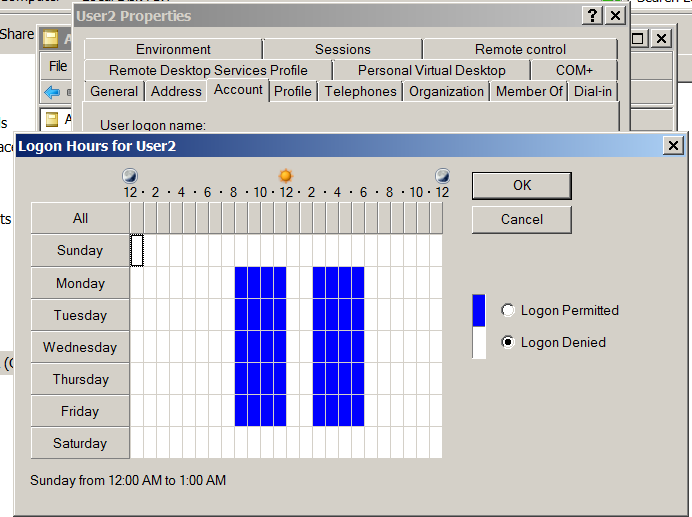 User2 Properties
Share
Environment
Sessions
Remote control
File
Remote Desktop Services Profile
Personal Virtual Desktop
COM+
General
Address
Account
Profile
Telephones
Organization
Member Of
Dial-in
User logon name:
Logon Hours for User2
12 · 2 · 4 · 6 · 8 · 10 · 12 · 2 · 4 · 6 · 8 · 10 · 12
OK
All
Cancel
Sunday
Monday
Tuesday
Logon Permitted
Wednesday
Logon Denied
Thursday
Friday
Saturday
Sunday from 12:00 AM to 1:00 AM